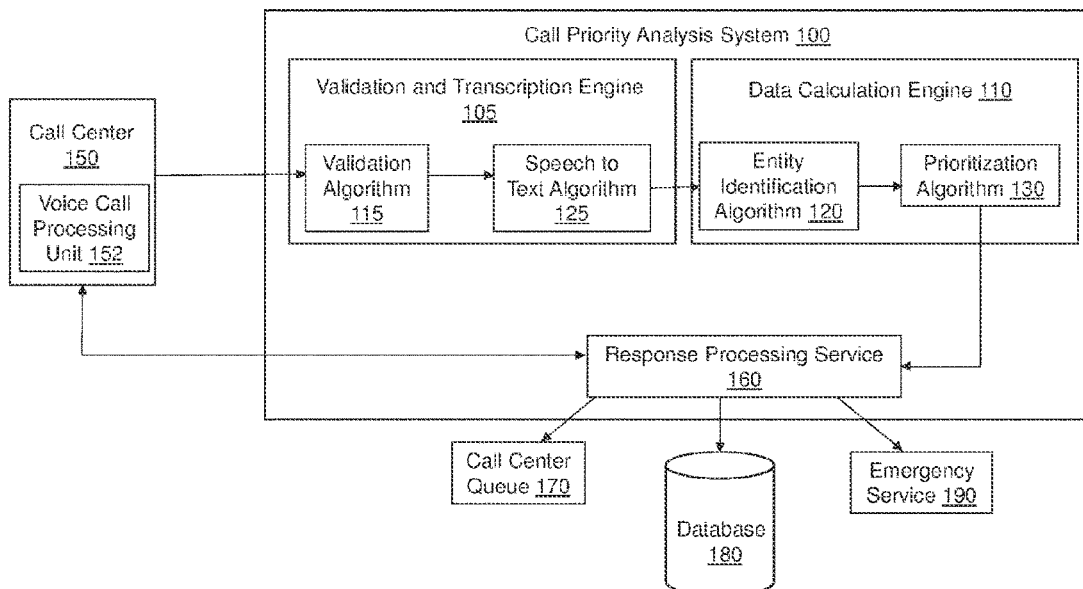 Call Priority Analysis System 100
Validation and Transcription Engine
105
Data Calculation Engine 110
Call Center
150
Voice Call
Processing
Unit 152
Validation
Algorithm
115
Speech to
Text Algorithm
125
Entity
Identification
Algorithm 120
Prioritization
Algorithm 130
Response Processing Service
160
Call Center
Queue 170
Database
180
Emergency
Service 190